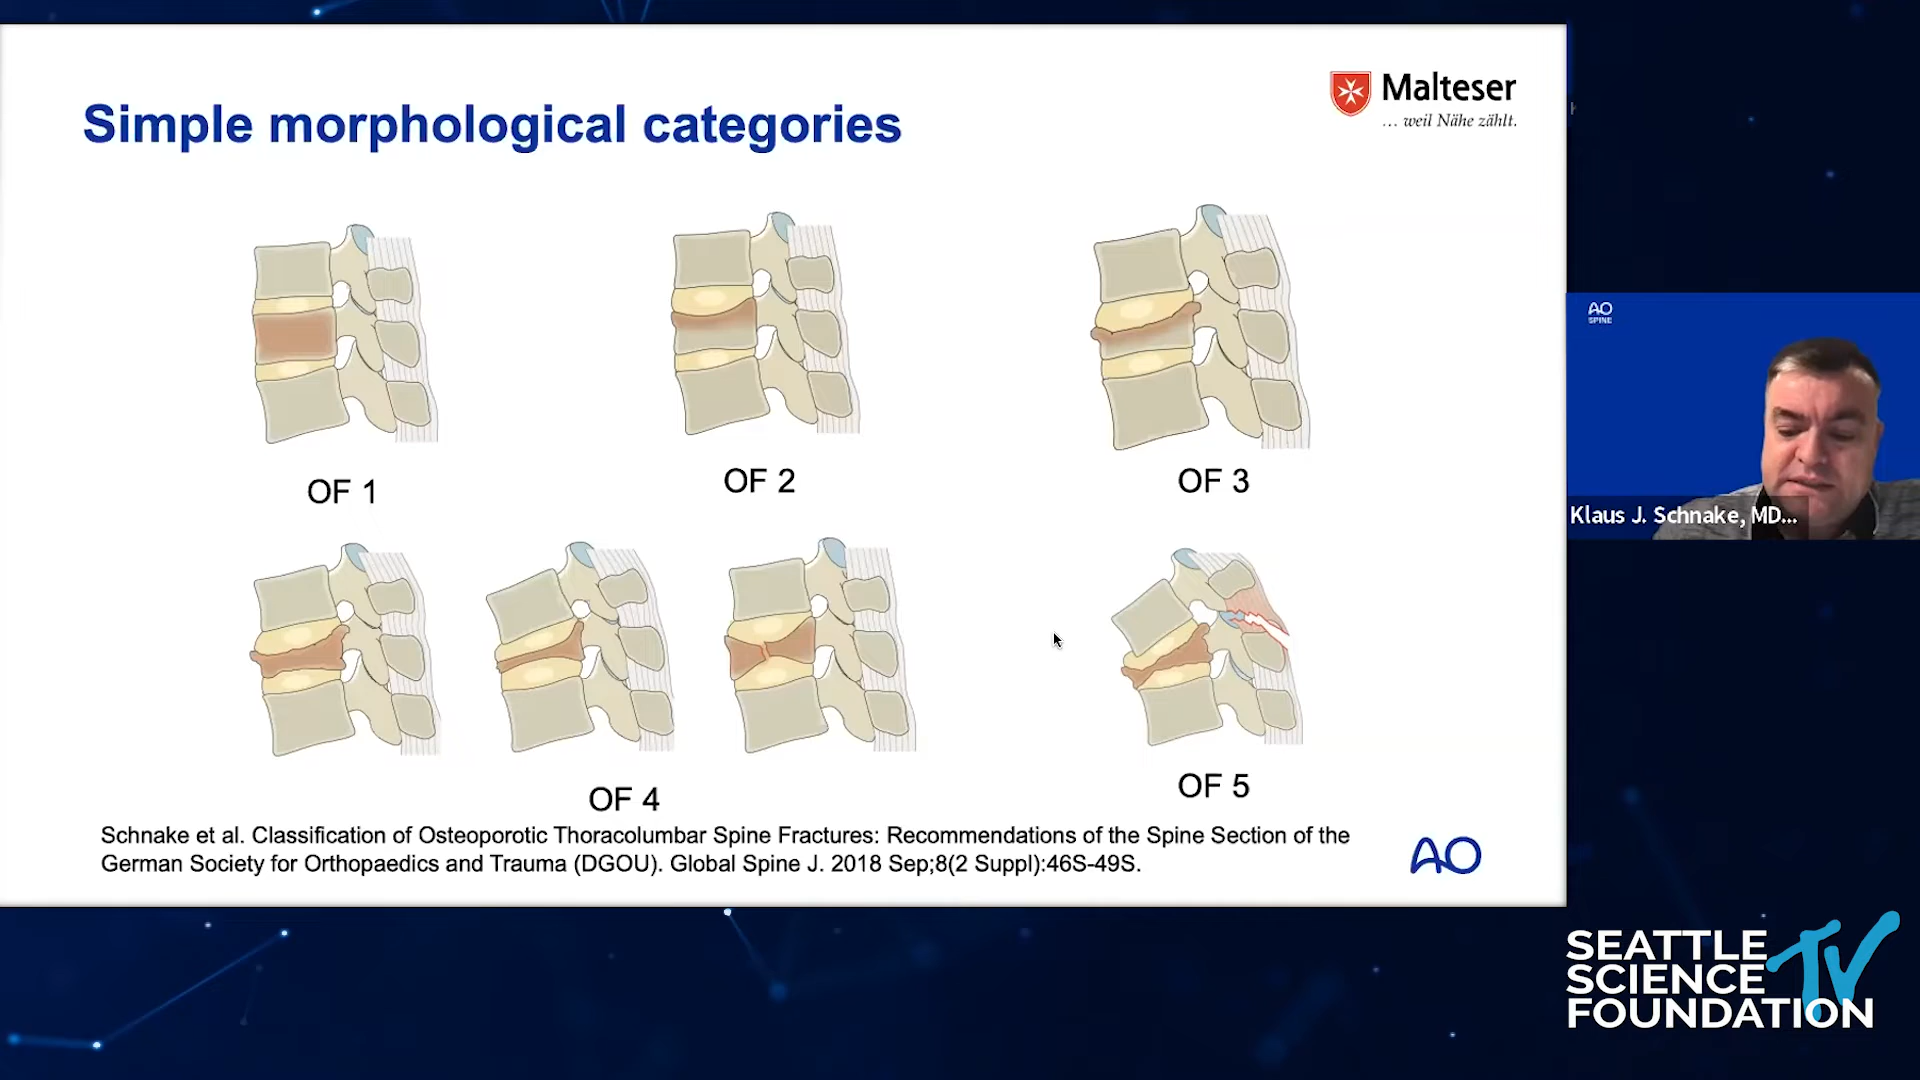 Simple morphological categories
Malteser
... weil Nähe zählt.
OF 1
OF 2
OF 3
OF 4
OF 5
Schnake et al. Classification of Osteoporotic Thoracolumbar Spine Fractures: Recommendations of the Spine Section of the
German Society for Orthopaedics and Trauma (DGOU). Global Spine J. 2018 Sep;8(2 Suppl):46S-49S.
AO
AO
SPINE
Klaus J. Schnake, MD...
SEATTLE
SCIENCE
FOUNDATION
TV